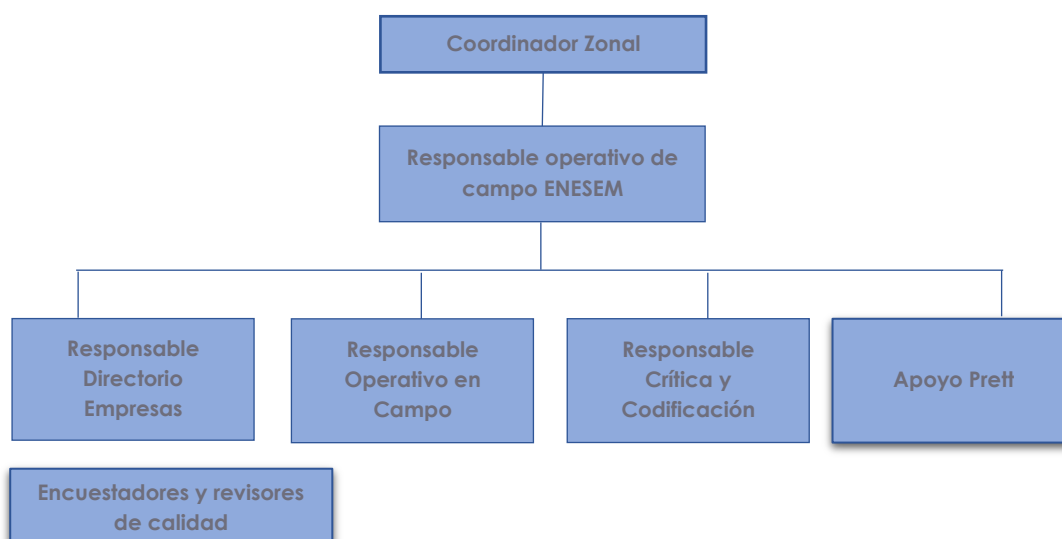 Coordinador Zonal
Responsable operativo de
campo ENESEM
Responsable
Directorio
Empresas
Responsable
Operativo en
Campo
Responsable
Crítica y
Codificación
Apoyo Prett
Encuestadores y revisores
de calidad